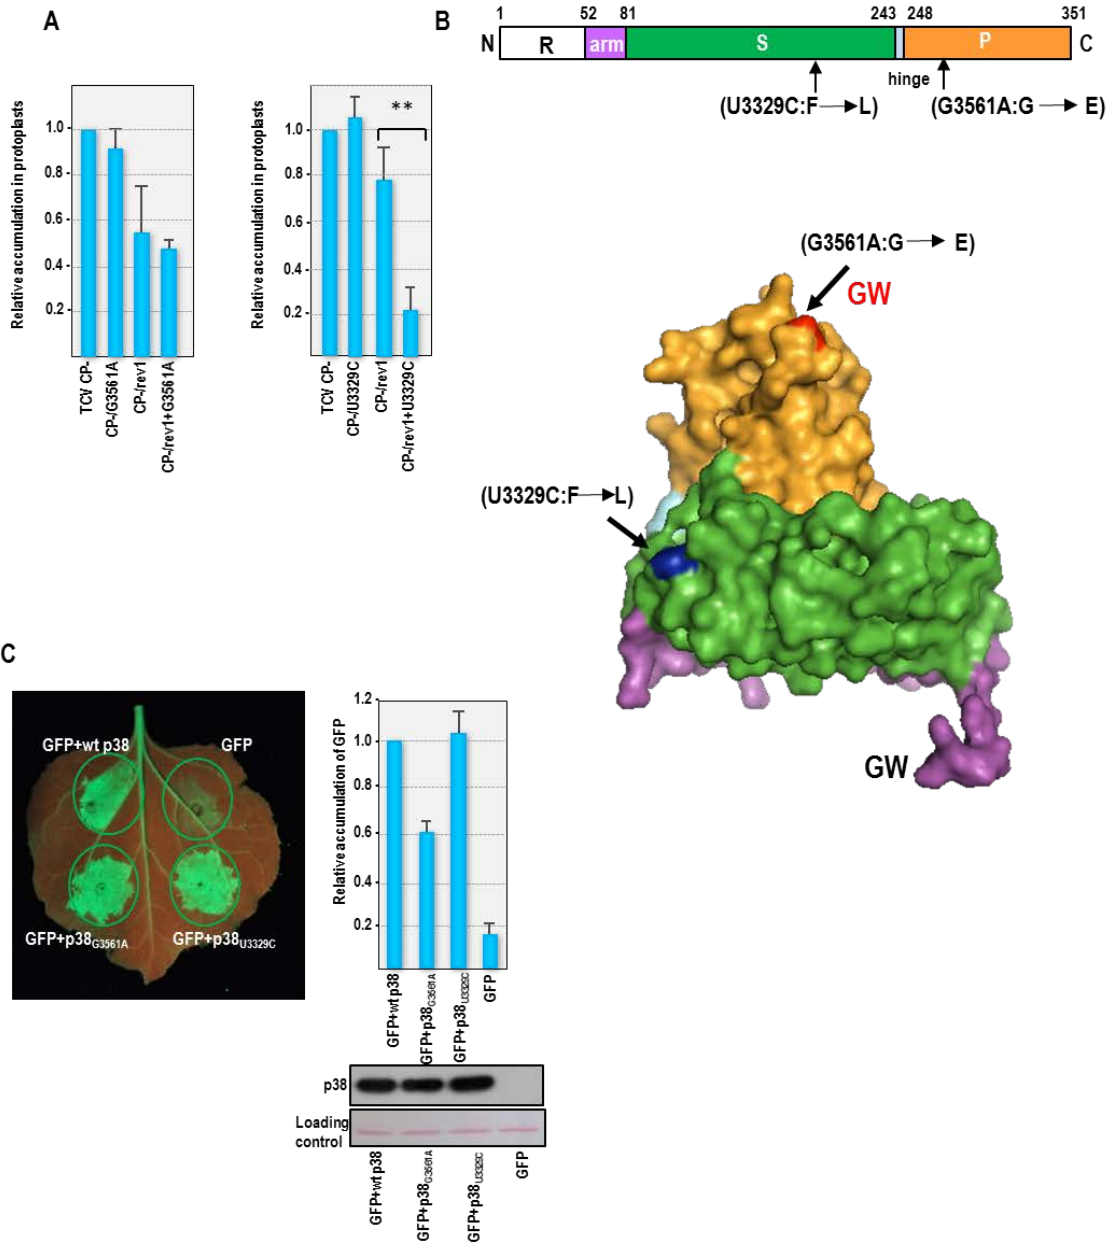 A
Relative accumulation in protoplasts
1.0
0.8
0.6
0.4
0.2
TCV CP-
CP-/G3561A
CP-/rev1
CP-/rev1+G3561A
Relative accumulation in protoplasts
1.0
0.8
0.6
0.4
0.2
**
TCV CP-
CP-/U3329C
CP-/rev1
CP-/rev1+U3329C
B
1 52 81 243 248 351
N R arm S P C
hinge
(U3329C:F → L)
(G3561A:G → E)
(G3561A:G → E)
GW
(U3329C:F → L)
GW
C
GFP+wt p38
GFP
GFP+p38G3561A
GFP+p38U3329C
Relative accumulation of GFP
1.2
1.0
0.8
0.6
0.4
0.2
GFP+wt p38
GFP+p38G3561A
GFP+p38U3329C
GFP
p38
Loading
control
GFP+wt p38
GFP+p38G3561A
GFP+p38U3329C
GFP